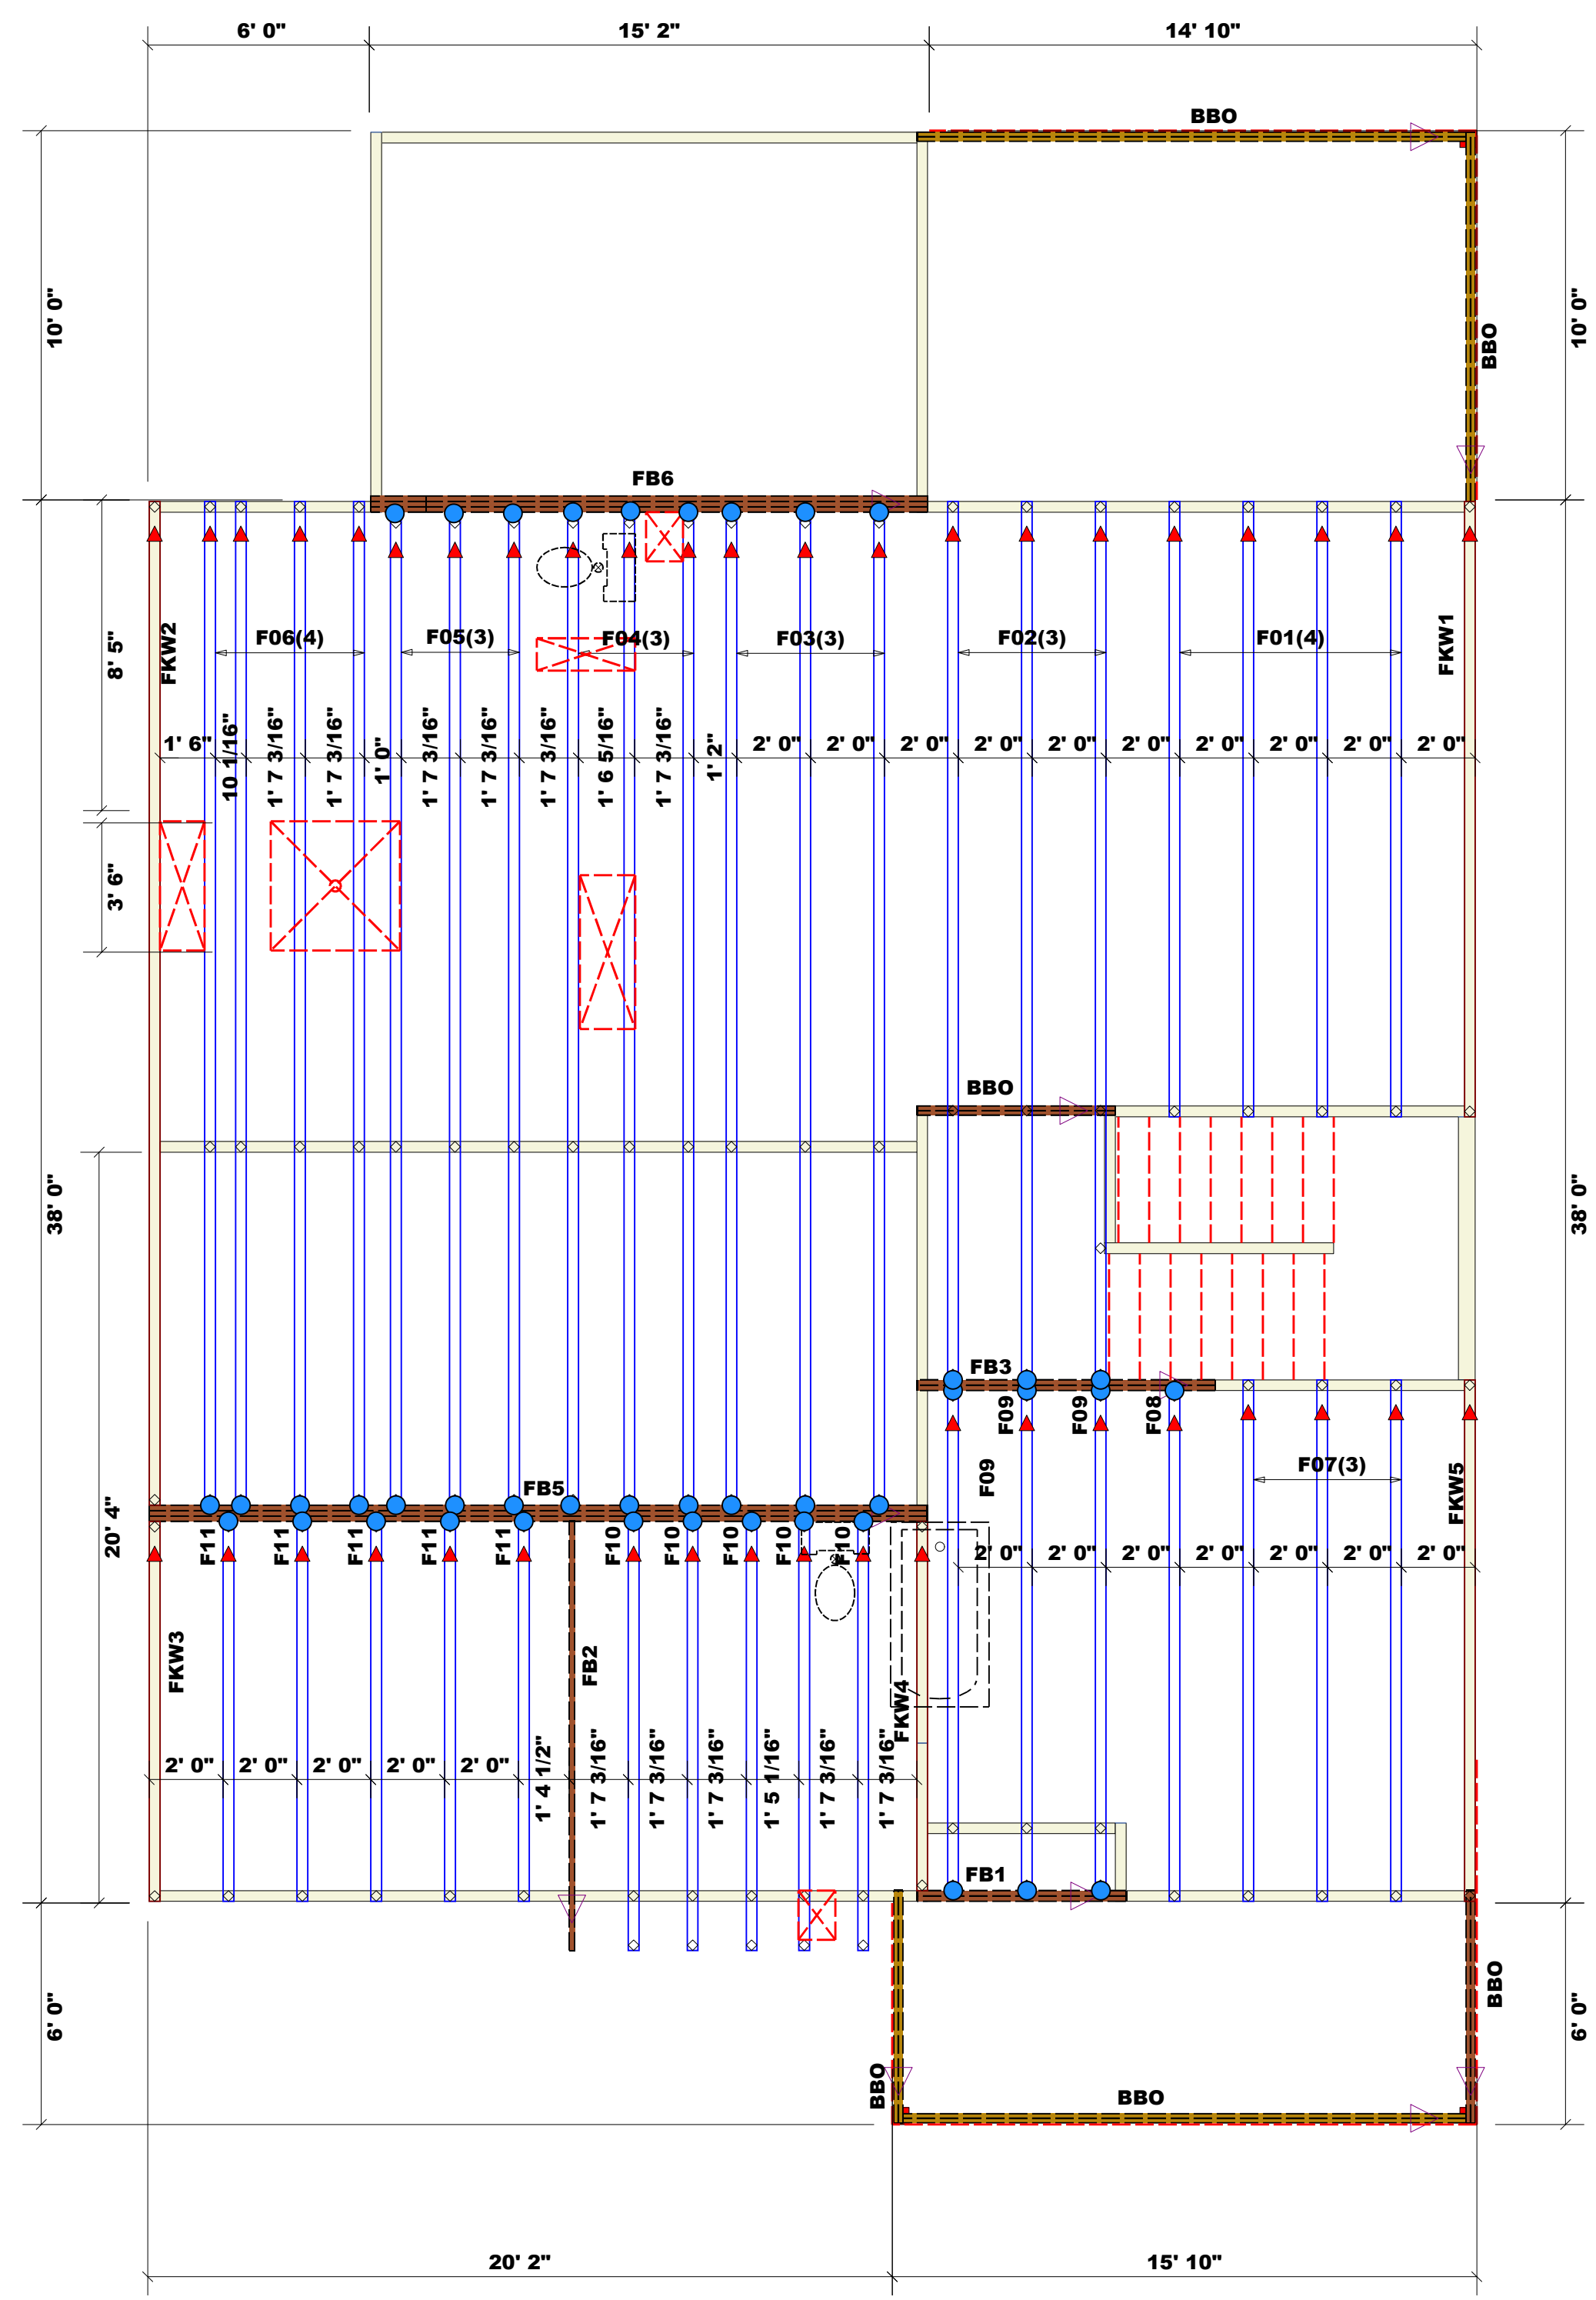 6' 0"
15' 2"
14' 10"
BBO
10' 0"
10' 0"
BBO
FB6
FKW2
F06(4)
F05(3)
F04(3)
F03(3)
F02(3)
F01(4)
FKW1
8' 5"
1' 6"
10 1/16"
1' 7 3/16"
1' 7 3/16"
1' 0"
1' 7 3/16"
1' 7 3/16"
1' 7 3/16"
1' 6 5/16"
1' 7 3/16"
1' 2"
2' 0"
2' 0"
2' 0"
2' 0"
2' 0"
2' 0"
2' 0"
2' 0"
2' 0"
2' 0"
3' 6"
BBO
38' 0"
38' 0"
FB3
F09
F09
F08
F09
F07(3)
FKW5
FB5
20' 4"
F11
F11
F11
F11
F11
F10
F10
F10
F10
F10
2' 0"
2' 0"
2' 0"
2' 0"
2' 0"
2' 0"
2' 0"
FKW3
FB2
FKW4
2' 0"
2' 0"
2' 0"
2' 0"
2' 0"
1' 4 1/2"
1' 7 3/16"
1' 7 3/16"
1' 7 3/16"
1' 5 1/16"
1' 7 3/16"
1' 7 3/16"
FB1
BBO
6' 0"
6' 0"
BBO
BBO
20' 2"
15' 10"